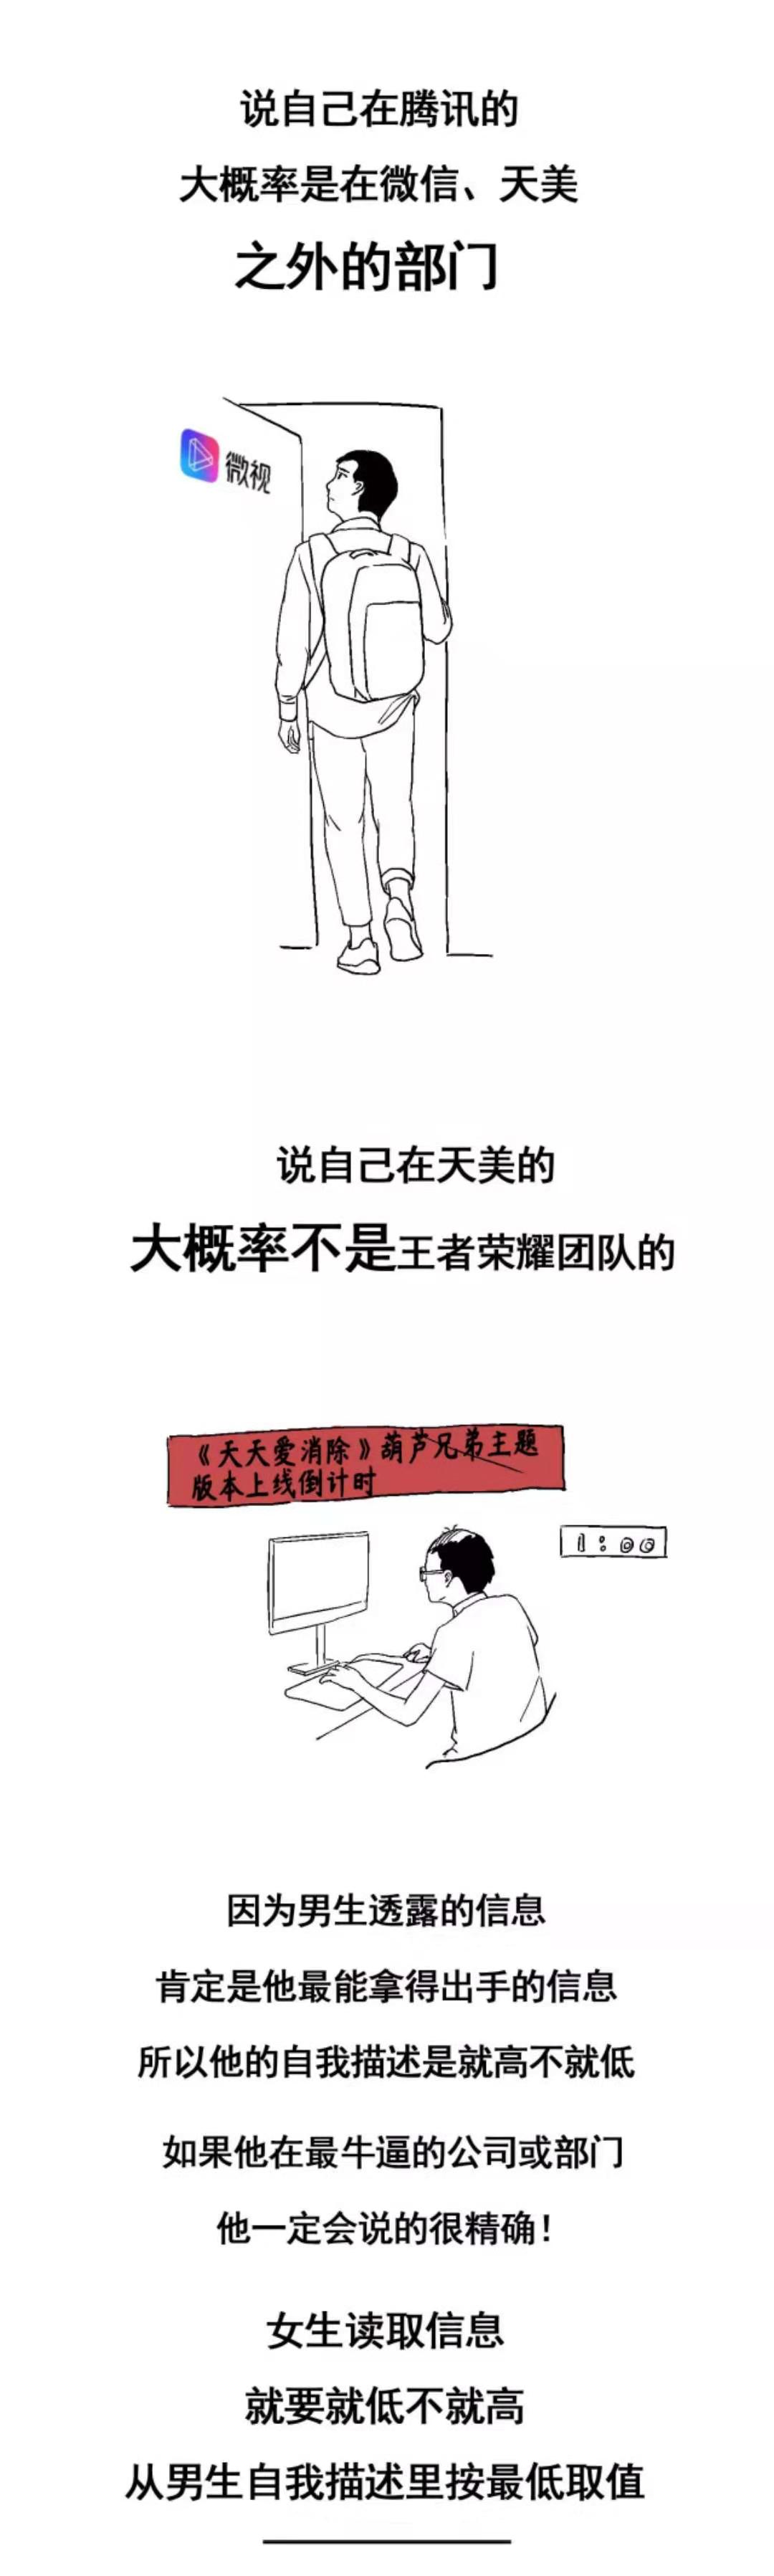 说自己在腾讯的
大概率是在微信、天美
之外的部门
微视
说自己在天美的
大概率不是王者荣耀团队的
《天天爱消除》葫芦兄弟主题
版本上线倒计时
1:00
因为男生透露的信息
肯定是他最能拿得出手的信息
所以他的自我描述是就高不就低
如果他在最牛逼的公司或部门
他一定会说的很精确！
女生读取信息
就要就低不就高
从男生自我描述里按最低取值